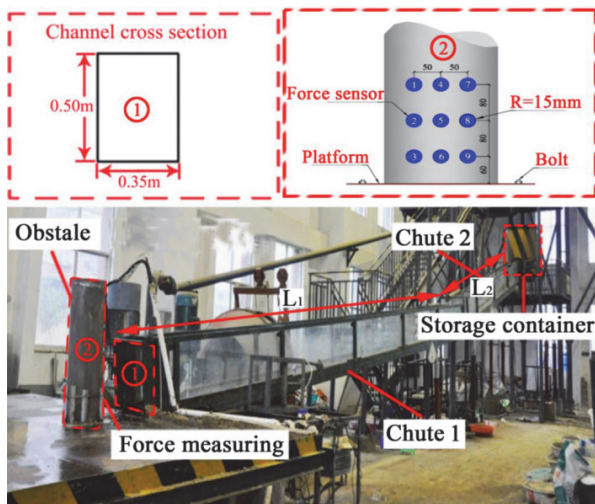 Channel cross section
①
0.50m
0.35m
②
50 50
1 4 7
Force sensor
2 5 8
R=15mm
80
80
3 6 9
60
Platform
Bolt
Obstale
Chute 2
L₁
L₂
Storage container
②
①
Force measuring
Chute 1